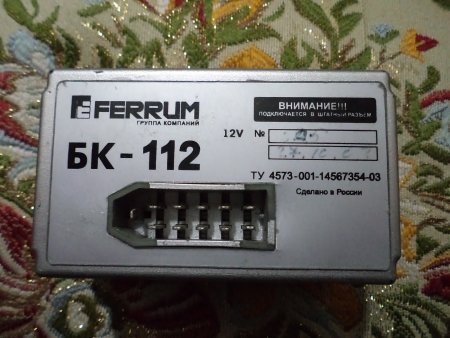 FERRUM
ГРУППА КОМПАНИЙ
БК - 112
ВНИМАНИЕ!!!
ПОДКЛЮЧАЕТСЯ В ШТАТНЫЙ РАЗЪЕМ
12V №
ТУ 4573-001-14567354-03
Сделано в России